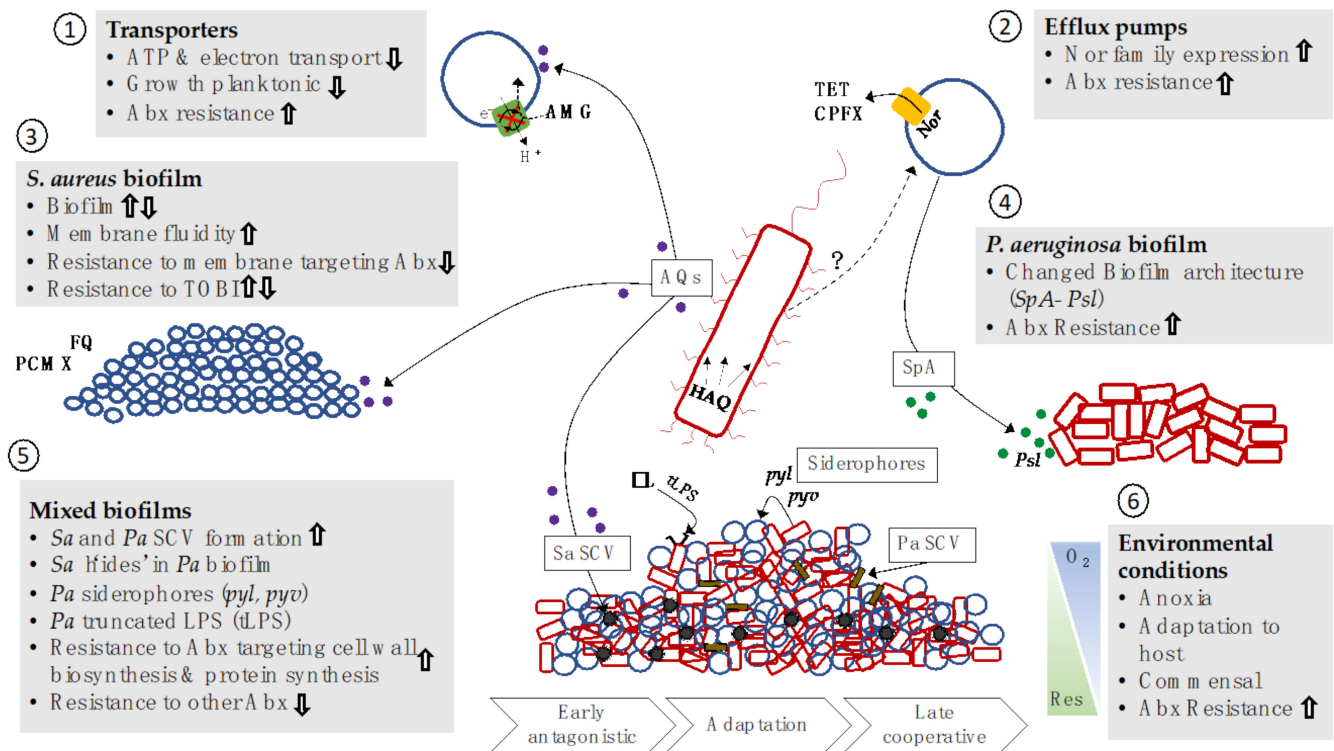 1
Transporters
• ATP & electron transport ⇩
• Growth planktonic ⇩
• Abx resistance ⇧
e⁻
AMG
H⁺
2
Efflux pumps
• Nor family expression ⇧
• Abx resistance ⇧
TET
CPFX
Nor
3
S. aureus biofilm
• Biofilm ⇧⇩
• Membrane fluidity ⇧
• Resistance to membrane targeting Abx ⇩
• Resistance to TOBI ⇧⇩
FQ
PCMX
AQs
?
HAQ
4
P. aeruginosa biofilm
• Changed Biofilm architecture
(SpA- Psl)
• Abx Resistance ⇧
SpA
Psl
5
Mixed biofilms
• Sa and Pa SCV formation ⇧
• Sa 'hides' in Pa biofilm
• Pa siderophores (pyl, pyv)
• Pa truncated LPS (tLPS)
• Resistance to Abx targeting cell wall
biosynthesis & protein synthesis ⇧
• Resistance to other Abx ⇩
tLPS
pyl
pyv
Siderophores
Sa SCV
Pa SCV
Early
antagonistic
Adaptation
Late
cooperative
6
O₂
Res
Environmental
conditions
• Anoxia
• Adaptation to
host
• Commensal
• Abx Resistance ⇧